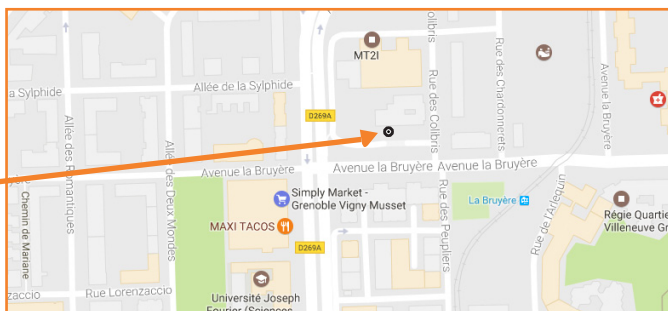 MT2I
Rue des Colibris
olibris
Rue des Chardonnerets
Avenue la Bruyère
a Sylphide
Allée de la Sylphide
D269A
Allée des Romantiques
Allée des Deux Mondes
Avenue la Bruyère
Avenue la Bruyère
Avenue la Bruyère
Chemin de Mariane
Simply Market -
Grenoble Vigny Musset
MAXI TACOS
Rue des Peupliers
La Bruyère
Rue de l'Arlequin
Régie Quartie
Villeneuve Gr
D269A
zaccio
Rue Lorenzaccio
Université Joseph
Fourier (Sciences